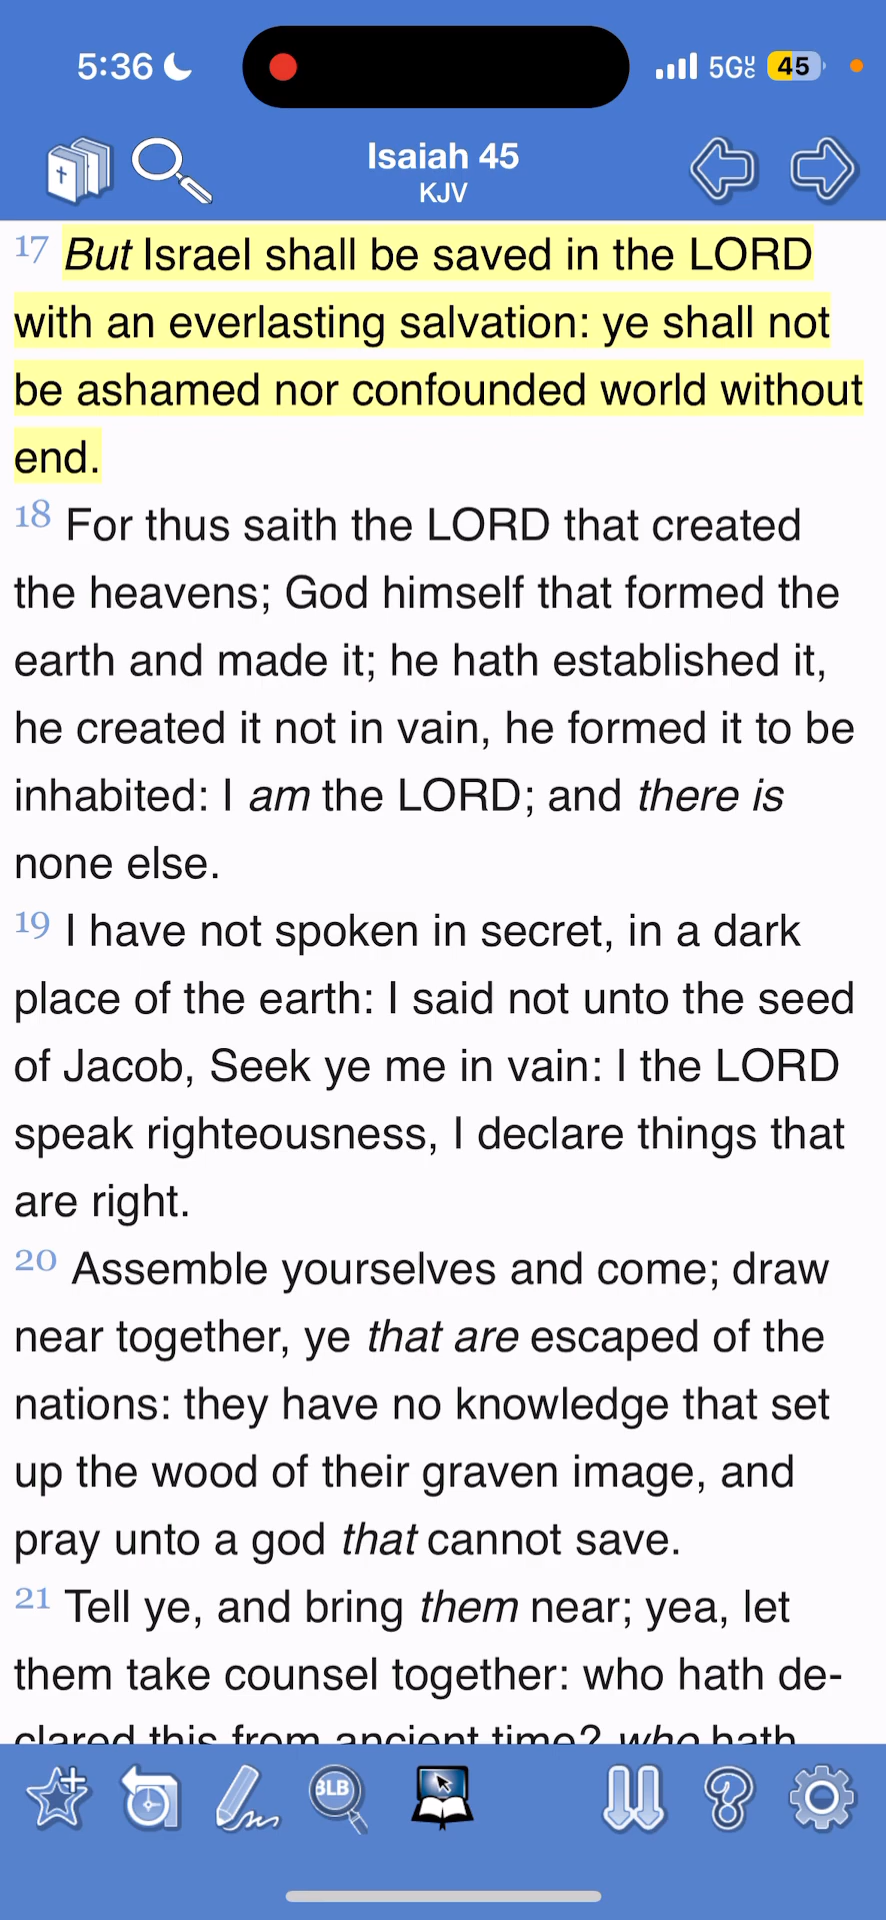 5:36
5G UC 45
Isaiah 45
KJV
17 But Israel shall be saved in the LORD
with an everlasting salvation: ye shall not
be ashamed nor confounded world without
end.
18 For thus saith the LORD that created
the heavens; God himself that formed the
earth and made it; he hath established it,
he created it not in vain, he formed it to be
inhabited: I am the LORD; and there is
none else.
19 I have not spoken in secret, in a dark
place of the earth: I said not unto the seed
of Jacob, Seek ye me in vain: I the LORD
speak righteousness, I declare things that
are right.
20 Assemble yourselves and come; draw
near together, ye that are escaped of the
nations: they have no knowledge that set
up the wood of their graven image, and
pray unto a god that cannot save.
21 Tell ye, and bring them near; yea, let
them take counsel together: who hath de-
clared this from ancient time? who hath
BLB